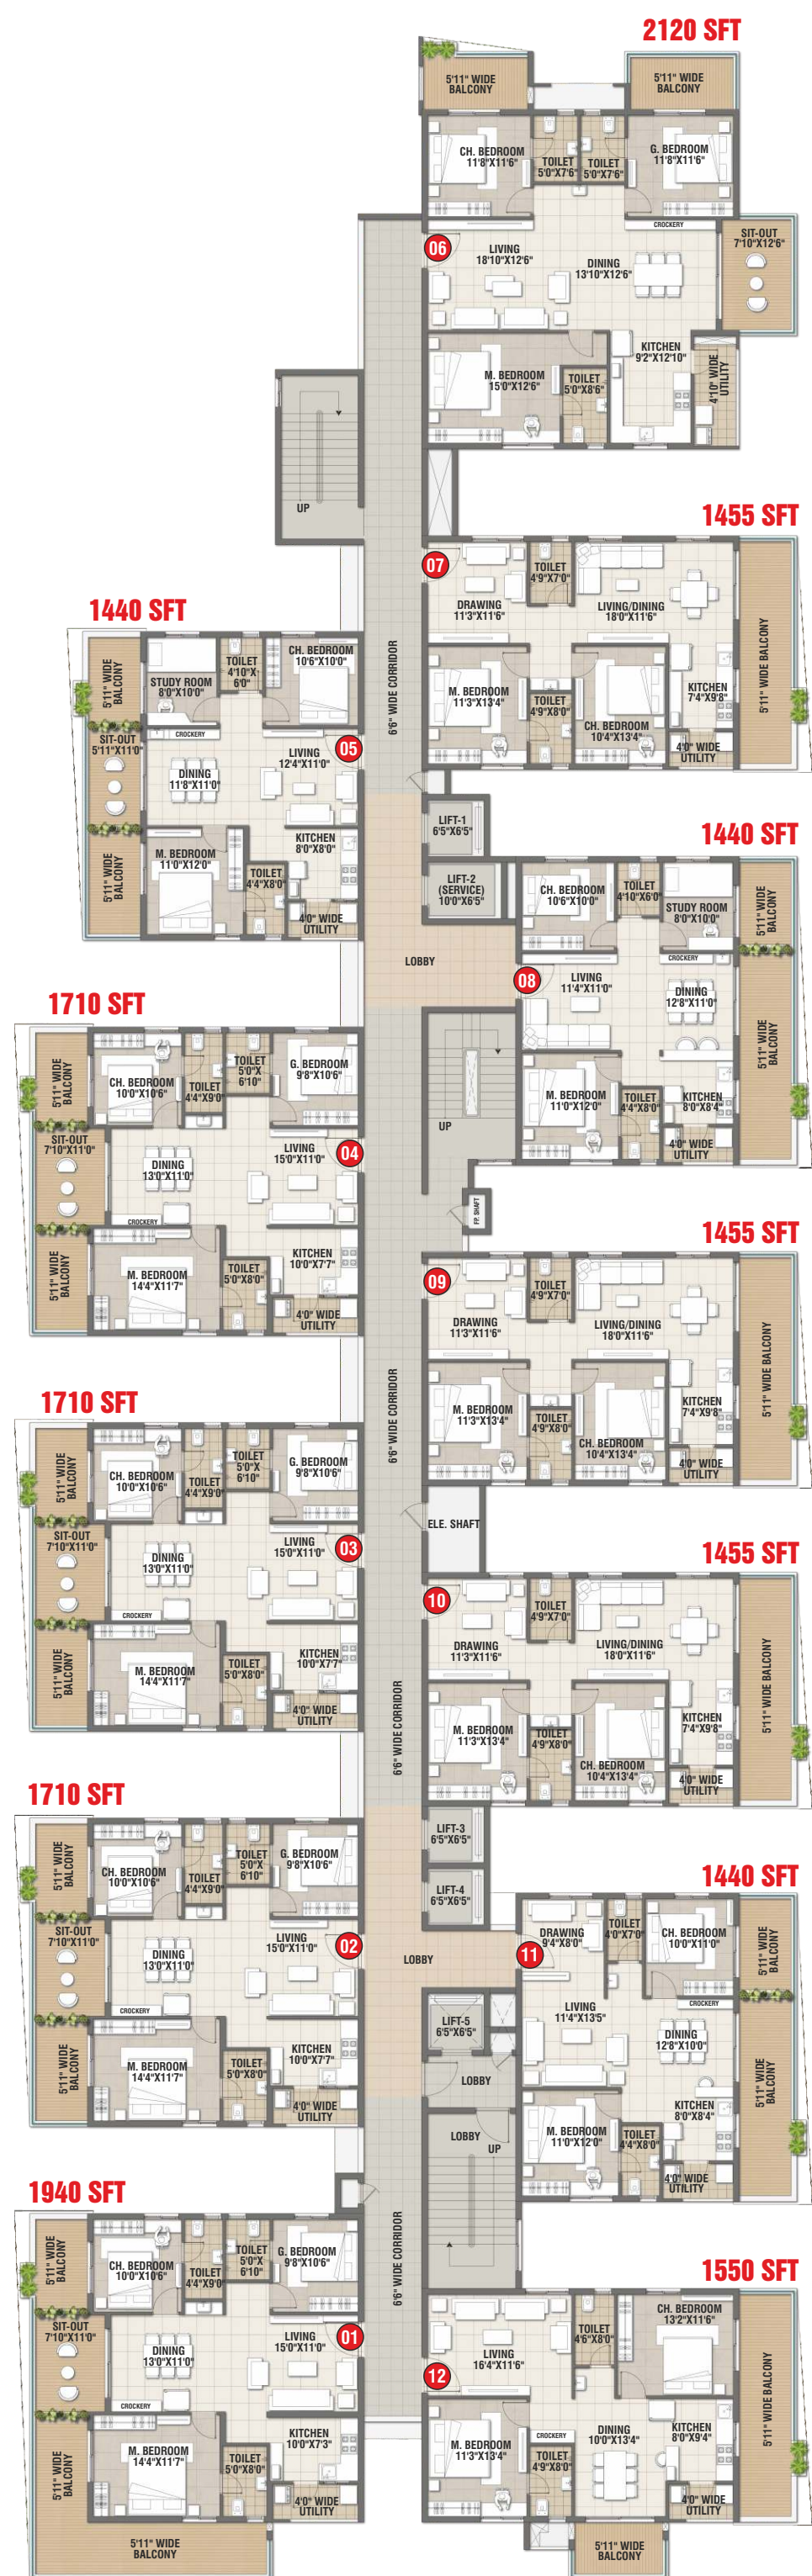 2120 SFT
5'11" WIDE
BALCONY
5'11" WIDE
BALCONY
CH. BEDROOM
11'8"X11'6"
TOILET
5'0"X7'6"
TOILET
5'0"X7'6"
G. BEDROOM
11'8"X11'6"
CROCKERY
06
LIVING
18'10"X12'6"
DINING
13'10"X12'6"
SIT-OUT
7'10"X12'6"
KITCHEN
9'2"X12'10"
4'10" WIDE
UTILITY
M. BEDROOM
15'0"X12'6"
TOILET
5'0"X8'6"
UP
1455 SFT
07
TOILET
4'9"X7'0"
DRAWING
11'3"X11'6"
LIVING/DINING
18'0"X11'6"
5'11" WIDE BALCONY
M. BEDROOM
11'3"X13'4"
TOILET
4'9"X8'0"
CH. BEDROOM
10'4"X13'4"
KITCHEN
7'4"X9'8"
4'0" WIDE
UTILITY
6'6" WIDE CORRIDOR
1440 SFT
5'11" WIDE
BALCONY
STUDY ROOM
8'0"X10'0"
TOILET
4'10"X
6'0"
CH. BEDROOM
10'6"X10'0"
CROCKERY
SIT-OUT
5'11"X11'0"
DINING
11'8"X11'0"
LIVING
12'4"X11'0"
05
5'11" WIDE
BALCONY
M. BEDROOM
11'0"X12'0"
TOILET
4'4"X8'0"
KITCHEN
8'0"X8'0"
4'0" WIDE
UTILITY
LIFT-1
6'5"X6'5"
LIFT-2
(SERVICE)
10'0"X6'5"
LOBBY
1440 SFT
CH. BEDROOM
10'6"X10'0"
TOILET
4'10"X6'0"
STUDY ROOM
8'0"X10'0"
5'11" WIDE
BALCONY
CROCKERY
08
LIVING
11'4"X11'0"
DINING
12'8"X11'0"
5'11" WIDE
BALCONY
M. BEDROOM
11'0"X12'0"
TOILET
4'4"X8'0"
KITCHEN
8'0"X8'4"
4'0" WIDE
UTILITY
UP
FP. SHAFT
1710 SFT
5'11" WIDE
BALCONY
CH. BEDROOM
10'0"X10'6"
TOILET
4'4"X9'0"
TOILET
5'0"X
6'10"
G. BEDROOM
9'8"X10'6"
SIT-OUT
7'10"X11'0"
DINING
13'0"X11'0"
LIVING
15'0"X11'0"
04
CROCKERY
5'11" WIDE
BALCONY
M. BEDROOM
14'4"X11'7"
TOILET
5'0"X8'0"
KITCHEN
10'0"X7'7"
4'0" WIDE
UTILITY
1455 SFT
09
TOILET
4'9"X7'0"
DRAWING
11'3"X11'6"
LIVING/DINING
18'0"X11'6"
5'11" WIDE BALCONY
M. BEDROOM
11'3"X13'4"
TOILET
4'9"X8'0"
CH. BEDROOM
10'4"X13'4"
KITCHEN
7'4"X9'8"
4'0" WIDE
UTILITY
6'6" WIDE CORRIDOR
ELE. SHAFT
1710 SFT
5'11" WIDE
BALCONY
CH. BEDROOM
10'0"X10'6"
TOILET
4'4"X9'0"
TOILET
5'0"X
6'10"
G. BEDROOM
9'8"X10'6"
SIT-OUT
7'10"X11'0"
DINING
13'0"X11'0"
LIVING
15'0"X11'0"
03
CROCKERY
5'11" WIDE
BALCONY
M. BEDROOM
14'4"X11'7"
TOILET
5'0"X8'0"
KITCHEN
10'0"X7'7"
4'0" WIDE
UTILITY
1455 SFT
10
TOILET
4'9"X7'0"
DRAWING
11'3"X11'6"
LIVING/DINING
18'0"X11'6"
5'11" WIDE BALCONY
M. BEDROOM
11'3"X13'4"
TOILET
4'9"X8'0"
CH. BEDROOM
10'4"X13'4"
KITCHEN
7'4"X9'8"
4'0" WIDE
UTILITY
6'6" WIDE CORRIDOR
1710 SFT
5'11" WIDE
BALCONY
CH. BEDROOM
10'0"X10'6"
TOILET
4'4"X9'0"
TOILET
5'0"X
6'10"
G. BEDROOM
9'8"X10'6"
SIT-OUT
7'10"X11'0"
DINING
13'0"X11'0"
LIVING
15'0"X11'0"
02
CROCKERY
5'11" WIDE
BALCONY
M. BEDROOM
14'4"X11'7"
TOILET
5'0"X8'0"
KITCHEN
10'0"X7'7"
4'0" WIDE
UTILITY
LIFT-3
6'5"X6'5"
LIFT-4
6'5"X6'5"
LOBBY
LIFT-5
6'5"X6'5"
LOBBY
LOBBY
UP
1440 SFT
DRAWING
9'4"X8'0"
TOILET
4'0"X7'0"
CH. BEDROOM
10'0"X11'0"
5'11" WIDE
BALCONY
11
CROCKERY
LIVING
11'4"X13'5"
DINING
12'8"X10'0"
5'11" WIDE
BALCONY
M. BEDROOM
11'0"X12'0"
TOILET
4'4"X8'0"
KITCHEN
8'0"X8'4"
4'0" WIDE
UTILITY
1940 SFT
5'11" WIDE
BALCONY
CH. BEDROOM
10'0"X10'6"
TOILET
4'4"X9'0"
TOILET
5'0"X
6'10"
G. BEDROOM
9'8"X10'6"
SIT-OUT
7'10"X11'0"
DINING
13'0"X11'0"
LIVING
15'0"X11'0"
01
CROCKERY
5'11" WIDE
BALCONY
M. BEDROOM
14'4"X11'7"
TOILET
5'0"X8'0"
KITCHEN
10'0"X7'3"
4'0" WIDE
UTILITY
5'11" WIDE
BALCONY
6'6" WIDE CORRIDOR
1550 SFT
LIVING
16'4"X11'6"
TOILET
4'6"X8'0"
CH. BEDROOM
13'2"X11'6"
5'11" WIDE BALCONY
12
M. BEDROOM
11'3"X13'4"
CROCKERY
TOILET
4'9"X8'0"
DINING
10'0"X13'4"
KITCHEN
8'0"X9'4"
4'0" WIDE
UTILITY
5'11" WIDE
BALCONY